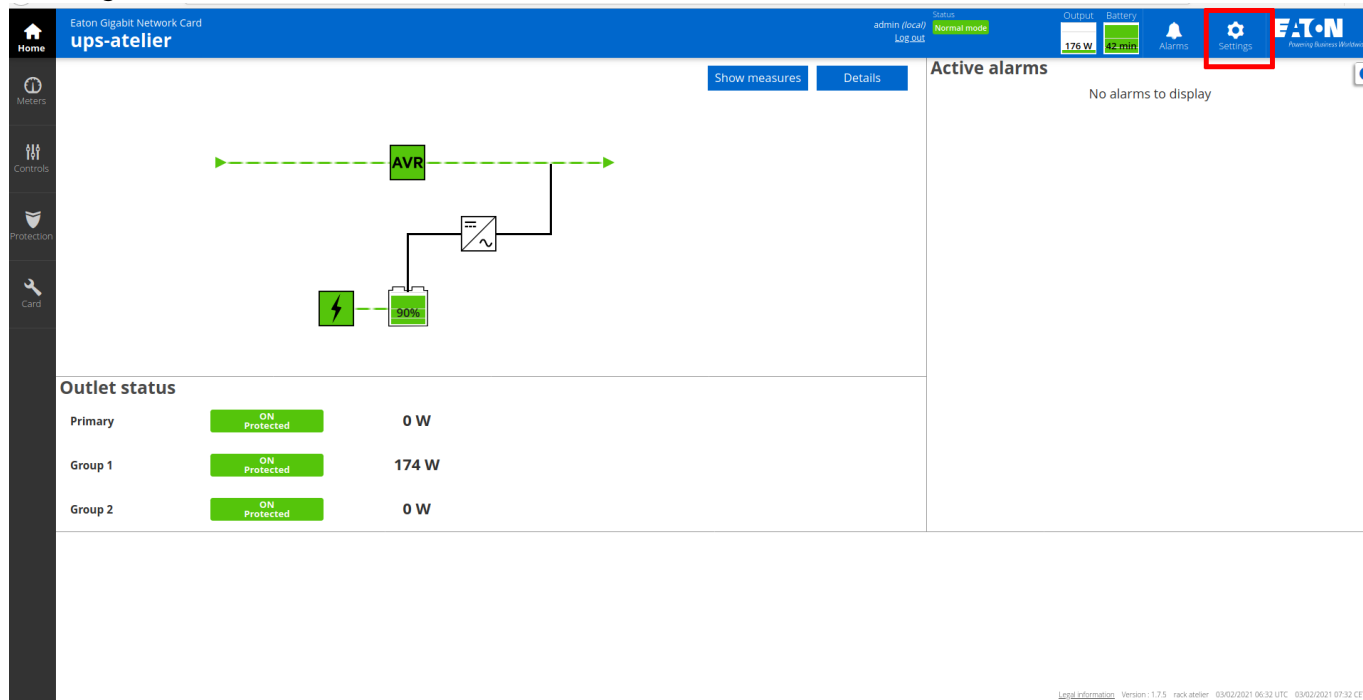 Eaton Gigabit Network Card
ups-atelier
admin (local)
Log out
Status
Normal mode
Output
176 W
Battery
42 min
Alarms
Settings
EATON
Powering Business Worldwide
Home
Meters
Controls
Protection
Card
Show measures
Details
AVR
90%
Active alarms
No alarms to display
Outlet status
Primary
ON
Protected
0 W
Group 1
ON
Protected
174 W
Group 2
ON
Protected
0 W
Legal information Version : 1.7.5 rack atelier 03/02/2021 06:32 UTC 03/02/2021 07:32 CE